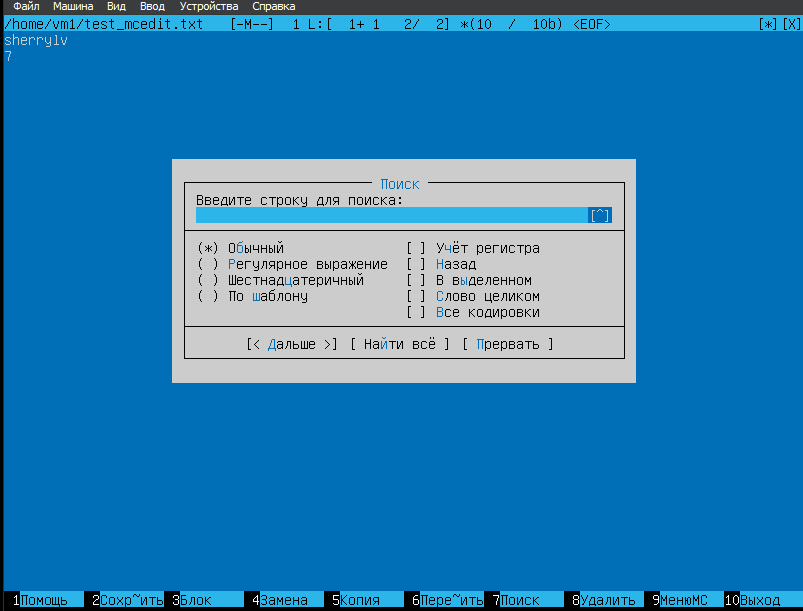 Файл Машина Вид Ввод Устройства Справка
/home/vm1/test_mcedit.txt [-M--] 1 L:[ 1+ 1 2/ 2] *(10 / 10b) <EOF> [*][X]
sherrylv
7
Поиск
Введите строку для поиска:
[^]
(*) Обычный [ ] Учёт регистра
( ) Регулярное выражение [ ] Назад
( ) Шестнадцатеричный [ ] В выделенном
( ) По шаблону [ ] Слово целиком
[ ] Все кодировки
[< Дальше >] [ Найти всё ] [ Прервать ]
1Помощь 2Сохр~ить 3Блок 4Замена 5Копия 6Пере~ить 7Поиск 8Удалить 9МенюMC 10Выход